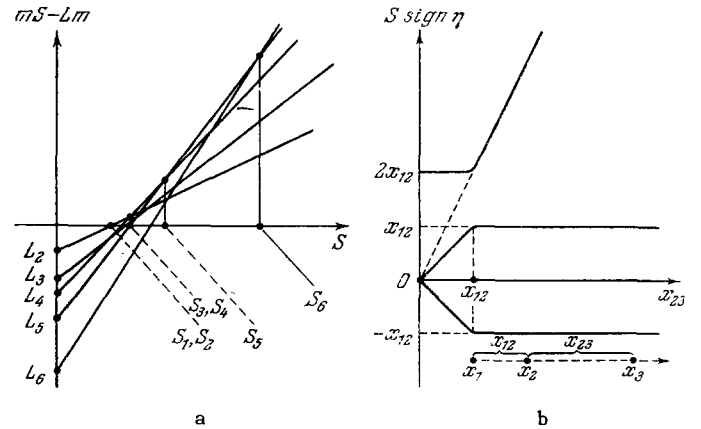 mS–Lm
S
L₂
L₃
L₄
L₅
L₆
S₁, S₂
S₃, S₄
S₅
S₆
a
S sign η
2x₁₂
x₁₂
0
–x₁₂
x₁₂
x₂₃
x₁₂
x₂₃
x₁
x₂
x₃
b